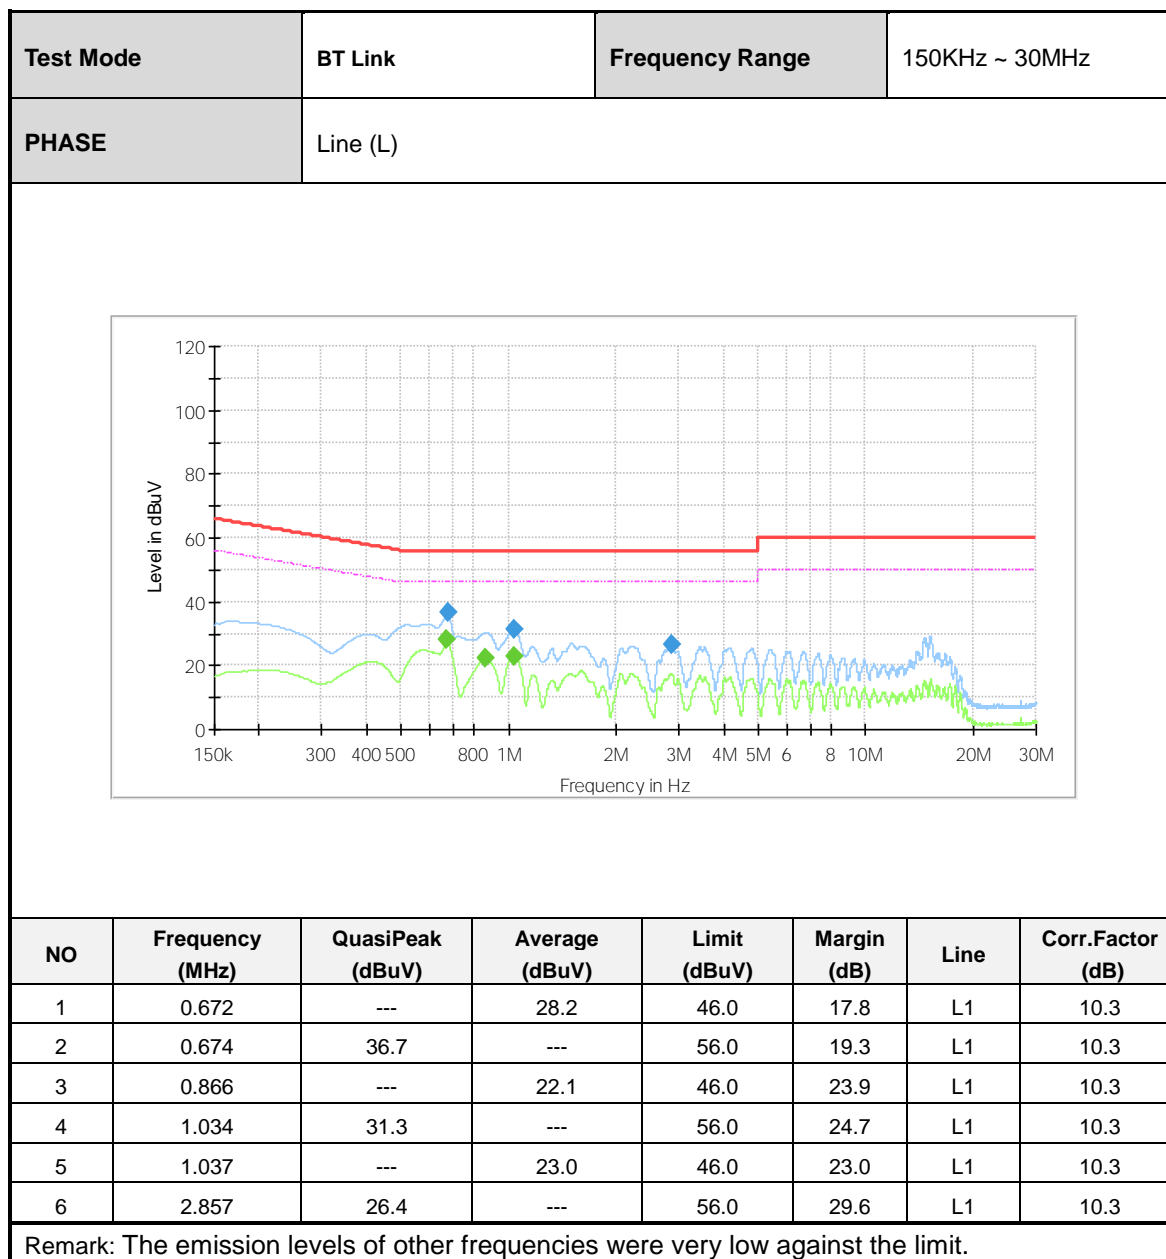 Test Mode BT Link Frequency Range 150KHz ~ 30MHz
PHASE Line (L)
120
100
80
60
40
20
0
Level in dBuV
150k 300 400 500 800 1M 2M 3M 4M 5M 6 8 10M 20M 30M
Frequency in Hz
NO Frequency (MHz) QuasiPeak (dBuV) Average (dBuV) Limit (dBuV) Margin (dB) Line Corr.Factor (dB)
1 0.672 --- 28.2 46.0 17.8 L1 10.3
2 0.674 36.7 --- 56.0 19.3 L1 10.3
3 0.866 --- 22.1 46.0 23.9 L1 10.3
4 1.034 31.3 --- 56.0 24.7 L1 10.3
5 1.037 --- 23.0 46.0 23.0 L1 10.3
6 2.857 26.4 --- 56.0 29.6 L1 10.3
Remark: The emission levels of other frequencies were very low against the limit.